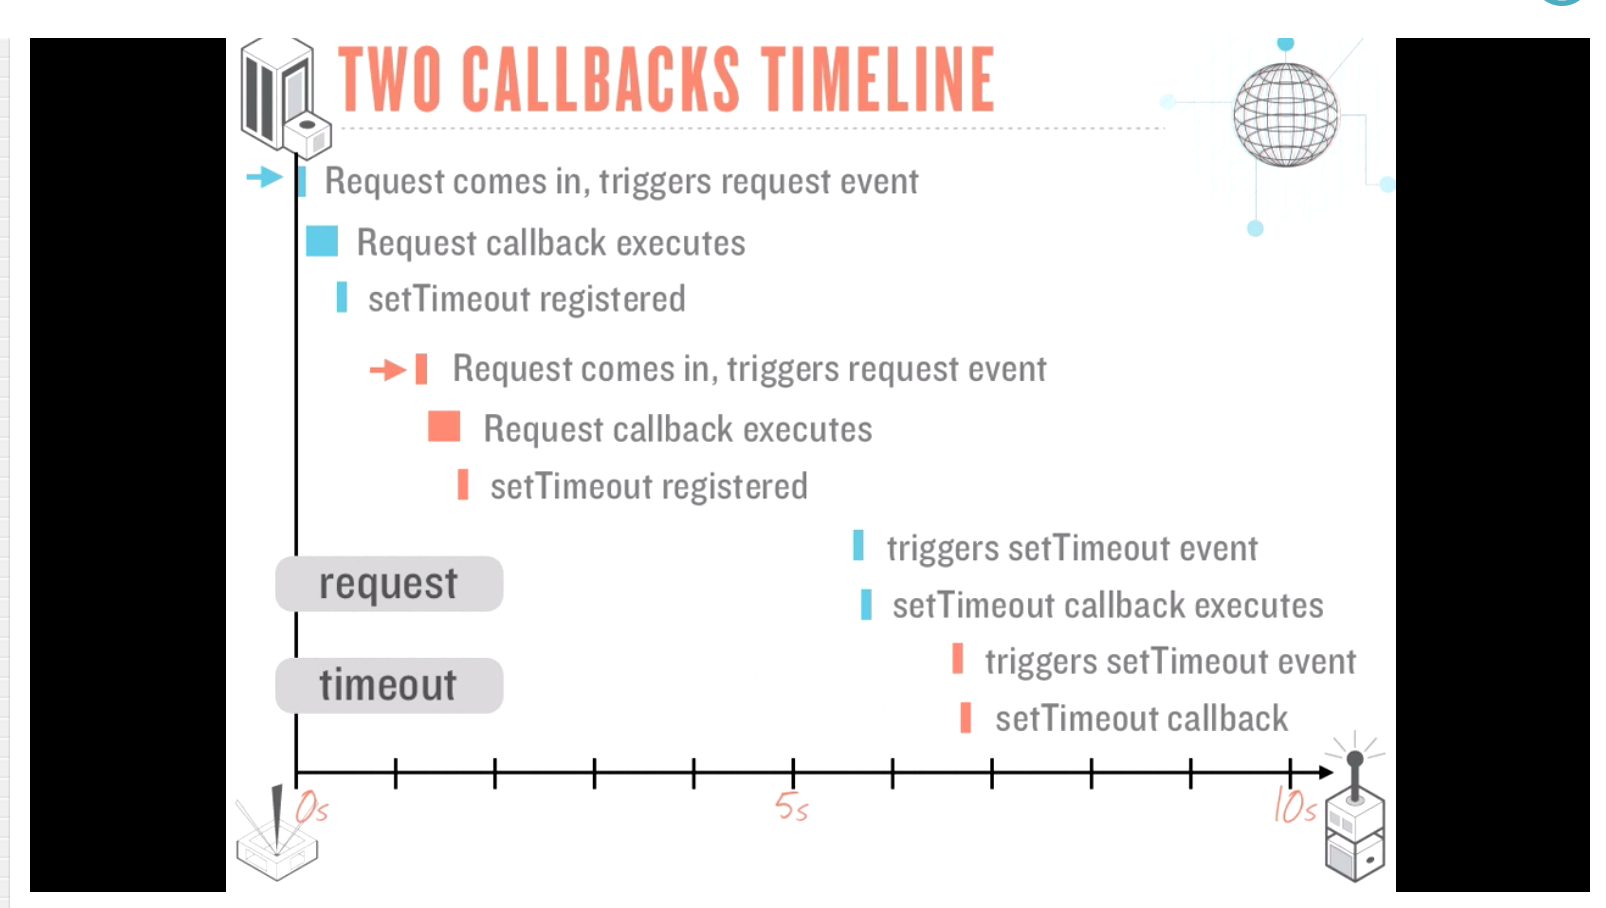 TWO CALLBACKS TIMELINE
Request comes in, triggers request event
Request callback executes
setTimeout registered
Request comes in, triggers request event
Request callback executes
setTimeout registered
triggers setTimeout event
request
setTimeout callback executes
triggers setTimeout event
timeout
setTimeout callback
0s
5s
10s